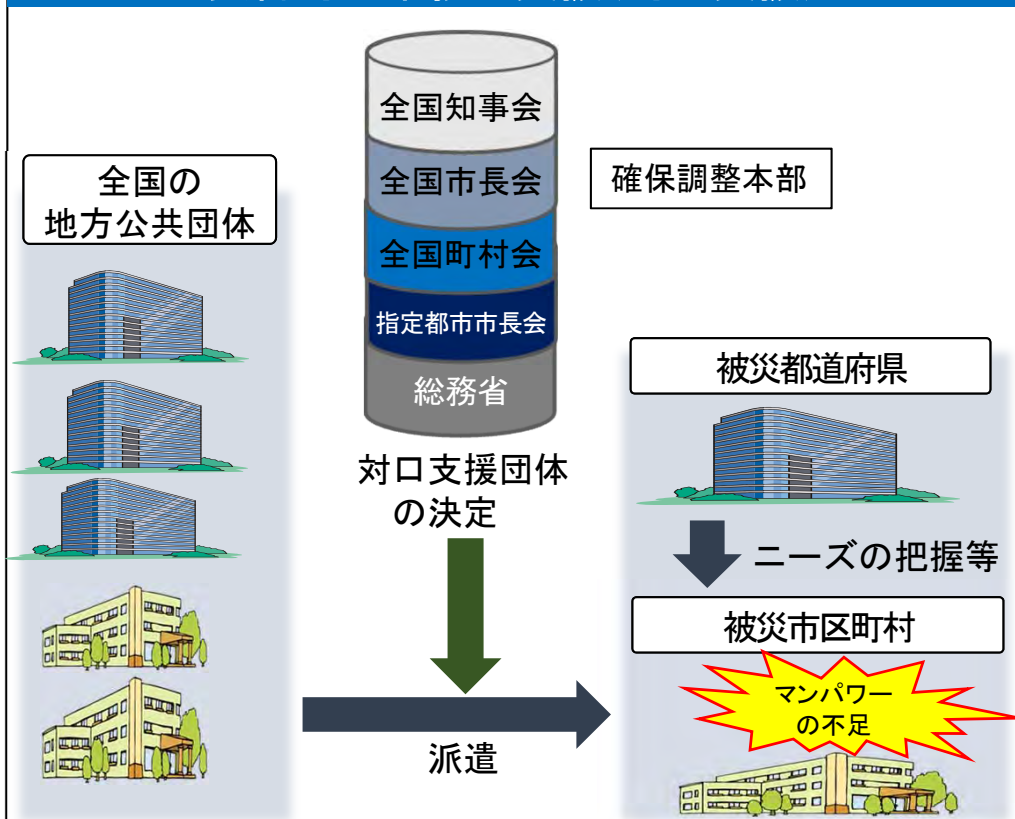 全国知事会
全国市長会
全国町村会
指定都市市長会
総務省
確保調整本部
全国の
地方公共団体
対口支援団体
の決定
派遣
被災都道府県
ニーズの把握等
被災市区町村
マンパワー
の不足